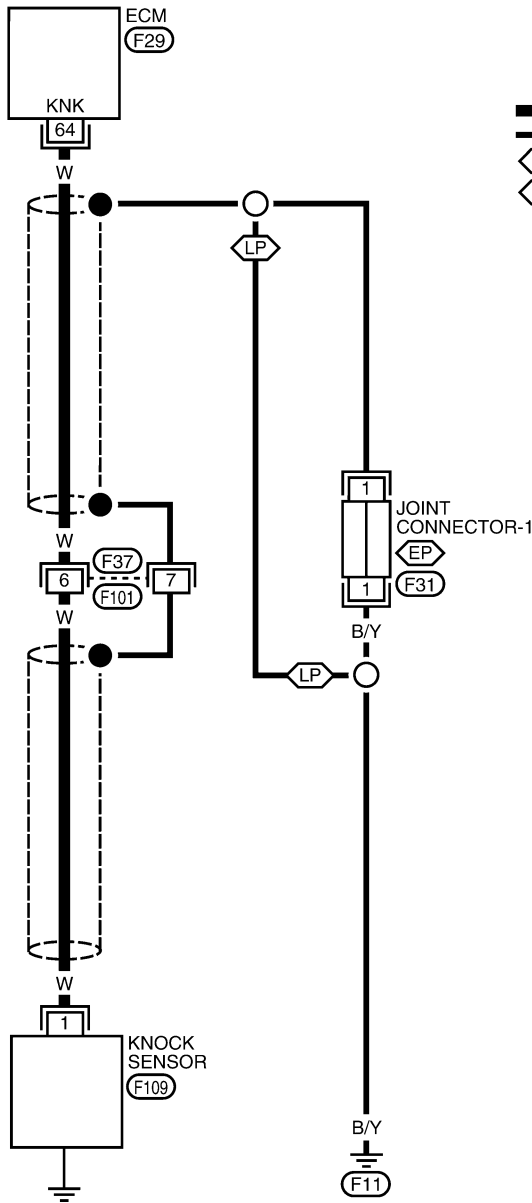 ECM
F29
KNK
64
W
LP
1
JOINT
CONNECTOR-1
EP
F31
1
B/Y
W
F37
6
7
F101
W
LP
W
1
KNOCK
SENSOR
F109
B/Y
F11